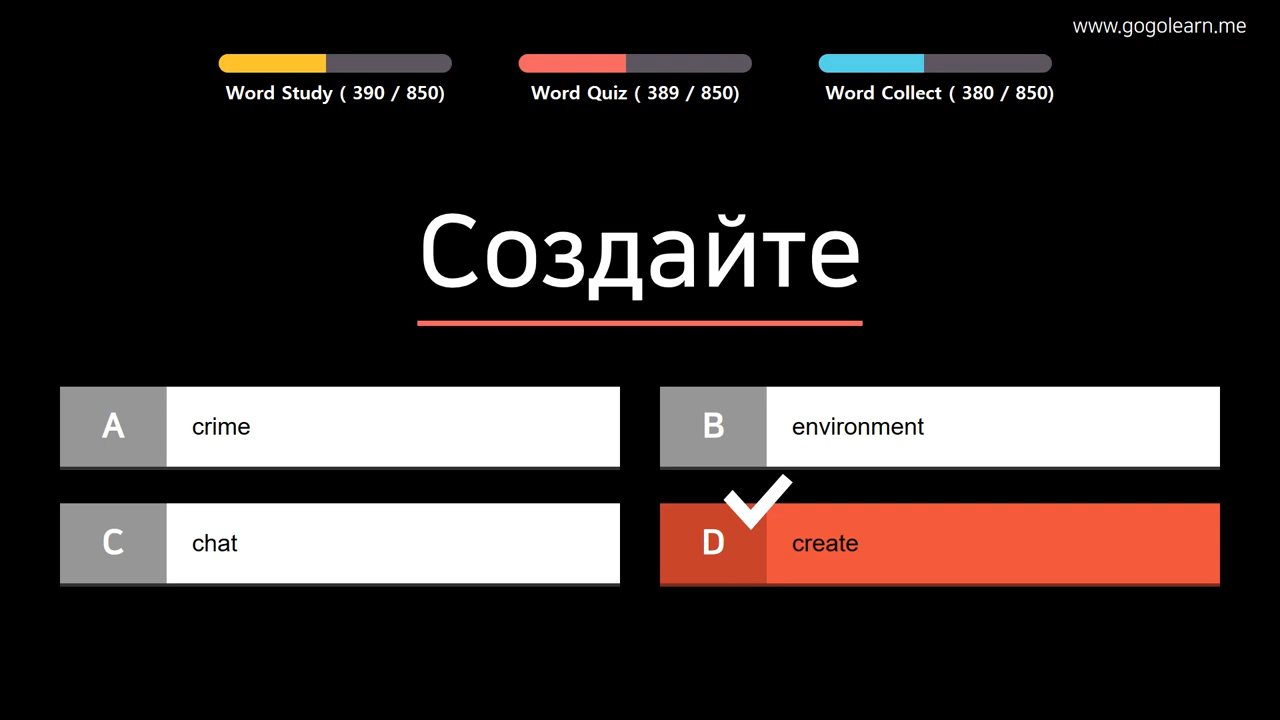 www.gogolearn.me
Word Study ( 390 / 850)
Word Quiz ( 389 / 850)
Word Collect ( 380 / 850)
Создайте
A crime
B environment
C chat
D create